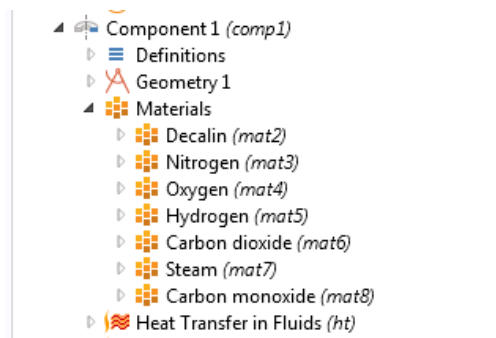 Component 1 (comp1)
Definitions
Geometry 1
Materials
Decalin (mat2)
Nitrogen (mat3)
Oxygen (mat4)
Hydrogen (mat5)
Carbon dioxide (mat6)
Steam (mat7)
Carbon monoxide (mat8)
Heat Transfer in Fluids (ht)